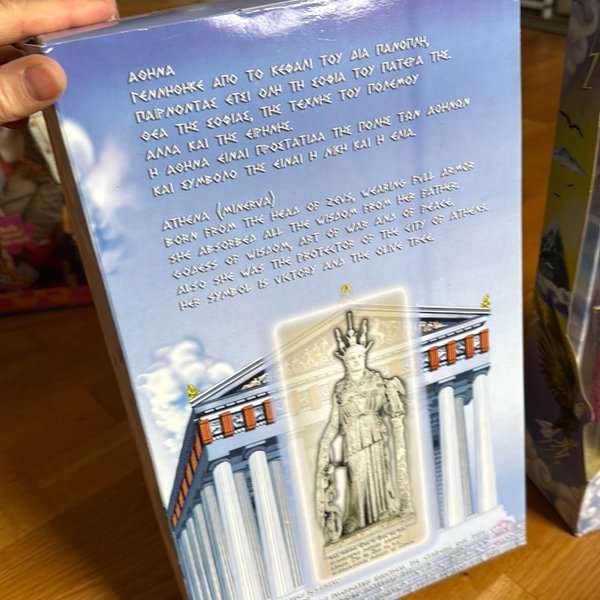 ΑΘΗΝΑ
ΓΕΝΝΗΘΗΚΕ ΑΠΟ ΤΟ ΚΕΦΑΛΙ ΤΟΥ ΔΙΑ ΠΑΝΟΠΛΗ,
ΠΑΙΡΝΟΝΤΑΣ ΕΤΣΙ ΟΛΗ ΤΗ ΣΟΦΙΑ ΤΟΥ ΠΑΤΕΡΑ ΤΗΣ.
ΘΕΑ ΤΗΣ ΣΟΦΙΑΣ, ΤΗΣ ΤΕΧΝΗΣ ΤΟΥ ΠΟΛΕΜΟΥ
ΑΛΛΑ ΚΑΙ ΤΗΣ ΕΙΡΗΝΗΣ.
Η ΑΘΗΝΑ ΕΙΝΑΙ ΠΡΟΣΤΑΤΙΔΑ ΤΗΣ ΠΟΛΗΣ ΤΩΝ ΑΘΗΝΩΝ
ΚΑΙ ΣΥΜΒΟΛΟ ΤΗΣ ΕΙΝΑΙ Η ΝΙΚΗ ΚΑΙ Η ΕΛΙΑ.
ATHENA (MINERVA)
BORN FROM THE HEAD OF ZEUS, WEARING FULL ARMOR
SHE ABSORBED ALL THE WISDOM FROM HER FATHER.
GODESS OF WISDOM, ART OF WAR AND OF PEACE.
ALSO SHE WAS THE PROTECTOR OF THE CITY OF ATHENS.
HER SYMBOL IS VICTORY AND THE OLIVE TREE.